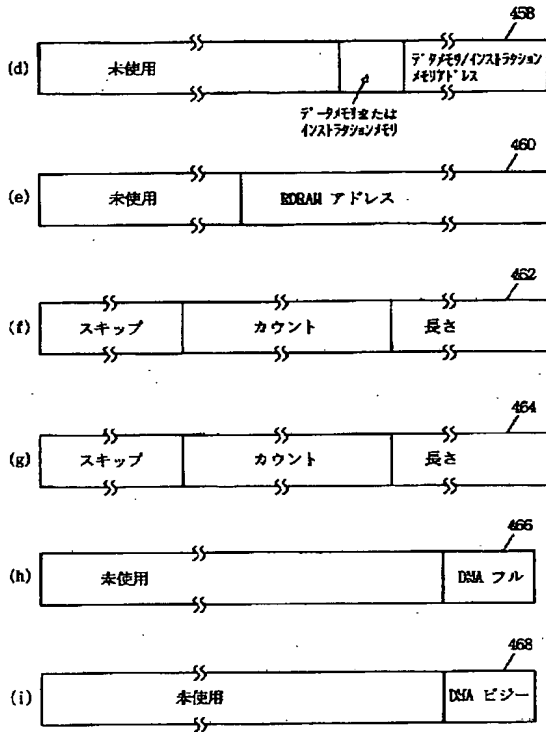 458
(d) 未使用 データメモリ/インストラクション
メモリアドレス
データメモリまたは
インストラクションメモリ
460
(e) 未使用 RDRAM アドレス
462
(f) スキップ カウント 長さ
464
(g) スキップ カウント 長さ
466
(h) 未使用 DMA フル
468
(i) 未使用 DMA ビジー